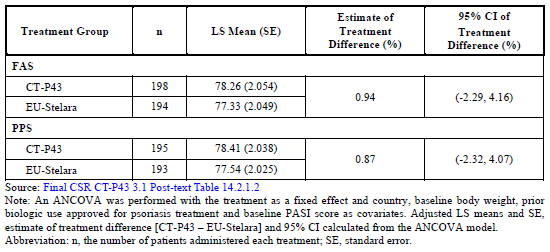 Treatment Group n LS Mean (SE) Estimate of Treatment Difference (%) 95% CI of Treatment Difference (%)
FAS
CT-P43 198 78.26 (2.054) 0.94 (-2.29, 4.16)
EU-Stelara 194 77.33 (2.049)
PPS
CT-P43 195 78.41 (2.038) 0.87 (-2.32, 4.07)
EU-Stelara 193 77.54 (2.025)
Source: Final CSR CT-P43 3.1 Post-text Table 14.2.1.2
Note: An ANCOVA was performed with the treatment as a fixed effect and country, baseline body weight, prior
biologic use approved for psoriasis treatment and baseline PASI score as covariates. Adjusted LS means and SE,
estimate of treatment difference [CT-P43 – EU-Stelara] and 95% CI calculated from the ANCOVA model.
Abbreviation: n, the number of patients administered each treatment; SE, standard error.